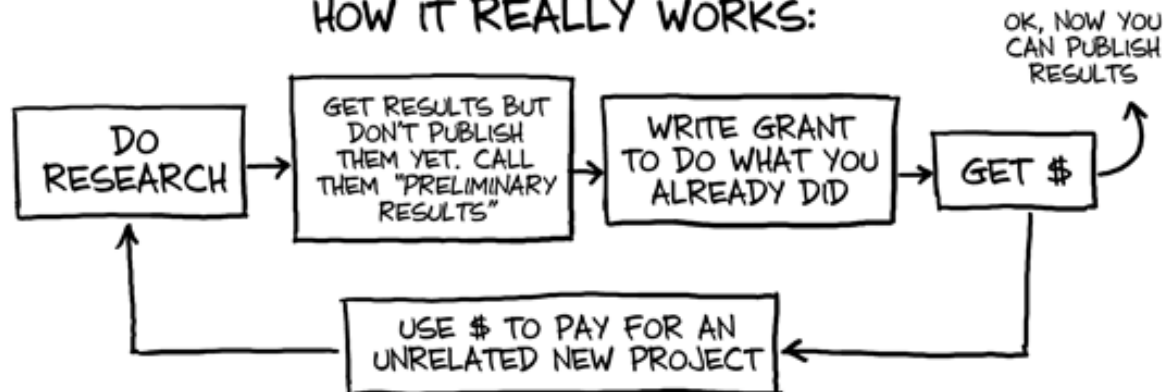 HOW IT REALLY WORKS:
OK, NOW YOU
CAN PUBLISH
RESULTS
DO
RESEARCH
GET RESULTS BUT
DON'T PUBLISH
THEM YET. CALL
THEM "PRELIMINARY
RESULTS"
WRITE GRANT
TO DO WHAT YOU
ALREADY DID
GET $
USE $ TO PAY FOR AN
UNRELATED NEW PROJECT